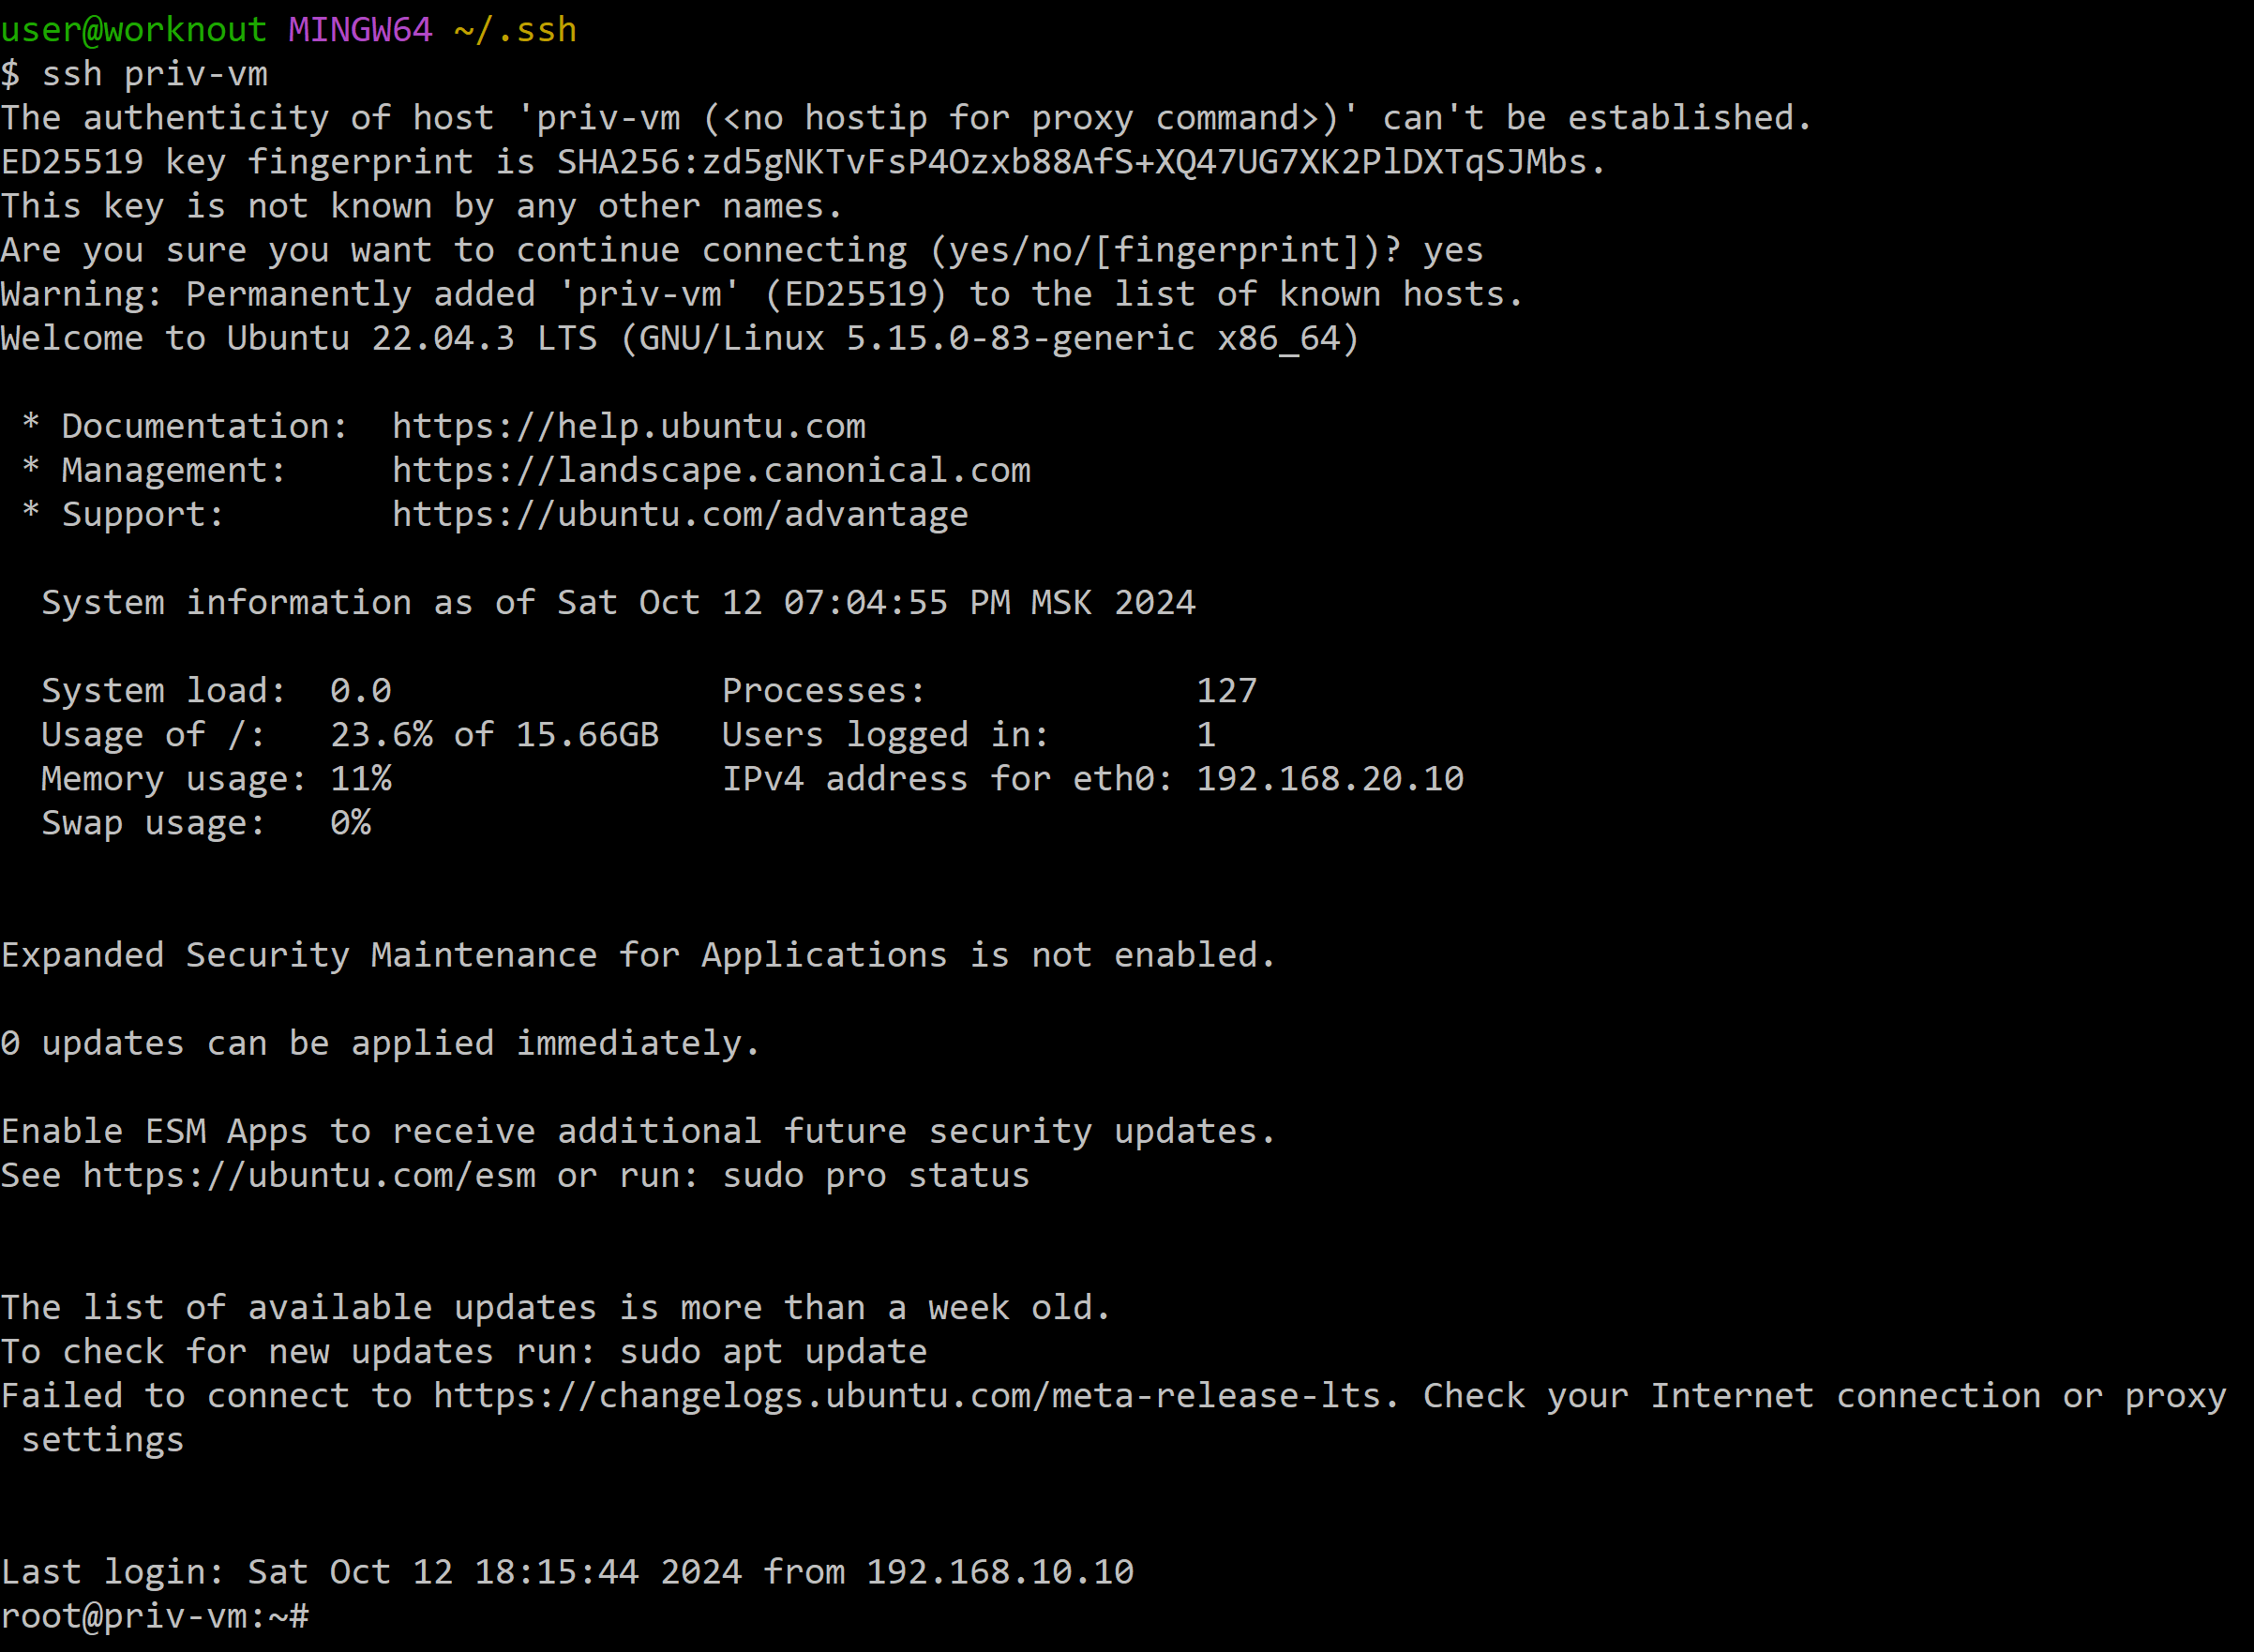 user@worknout MINGW64 ~/.ssh
$ ssh priv-vm
The authenticity of host 'priv-vm (<no hostip for proxy command>)' can't be established.
ED25519 key fingerprint is SHA256:zd5gNKTvFsP4Ozxb88AfS+XQ47UG7XK2PlDXTqSJMbs.
This key is not known by any other names.
Are you sure you want to continue connecting (yes/no/[fingerprint])? yes
Warning: Permanently added 'priv-vm' (ED25519) to the list of known hosts.
Welcome to Ubuntu 22.04.3 LTS (GNU/Linux 5.15.0-83-generic x86_64)
* Documentation:  https://help.ubuntu.com
* Management:     https://landscape.canonical.com
* Support:        https://ubuntu.com/advantage
System information as of Sat Oct 12 07:04:55 PM MSK 2024
System load:  0.0                Processes:             127
Usage of /:   23.6% of 15.66GB   Users logged in:       1
Memory usage: 11%                IPv4 address for eth0: 192.168.20.10
Swap usage:   0%
Expanded Security Maintenance for Applications is not enabled.
0 updates can be applied immediately.
Enable ESM Apps to receive additional future security updates.
See https://ubuntu.com/esm or run: sudo pro status
The list of available updates is more than a week old.
To check for new updates run: sudo apt update
Failed to connect to https://changelogs.ubuntu.com/meta-release-lts. Check your Internet connection or proxy
settings
Last login: Sat Oct 12 18:15:44 2024 from 192.168.10.10
root@priv-vm:~#